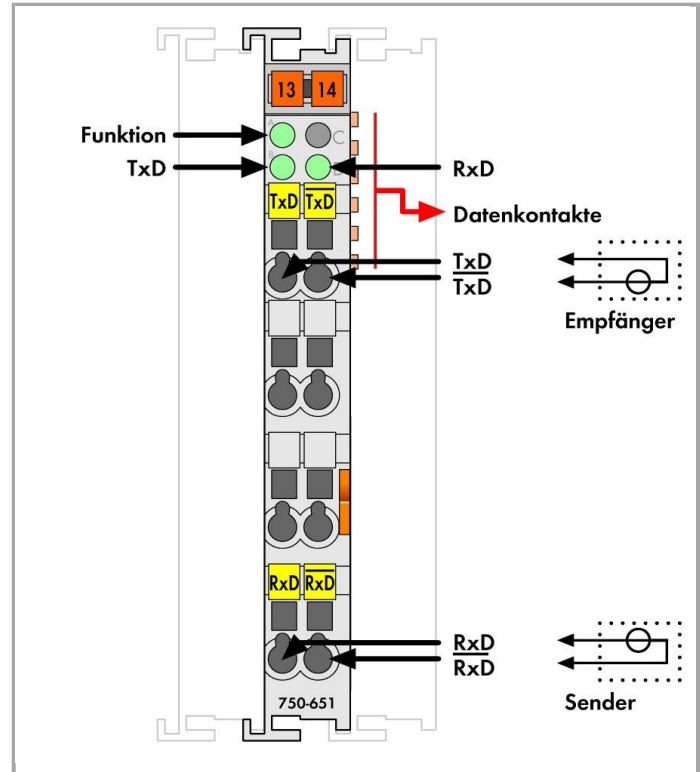 13 14
A
C
Funktion
B
TxD
RxD
TxD T̅x̅D̅
Datenkontakte
TxD
T̅x̅D̅
Empfänger
RxD R̅x̅D̅
RxD
R̅x̅D̅
Sender
750-651